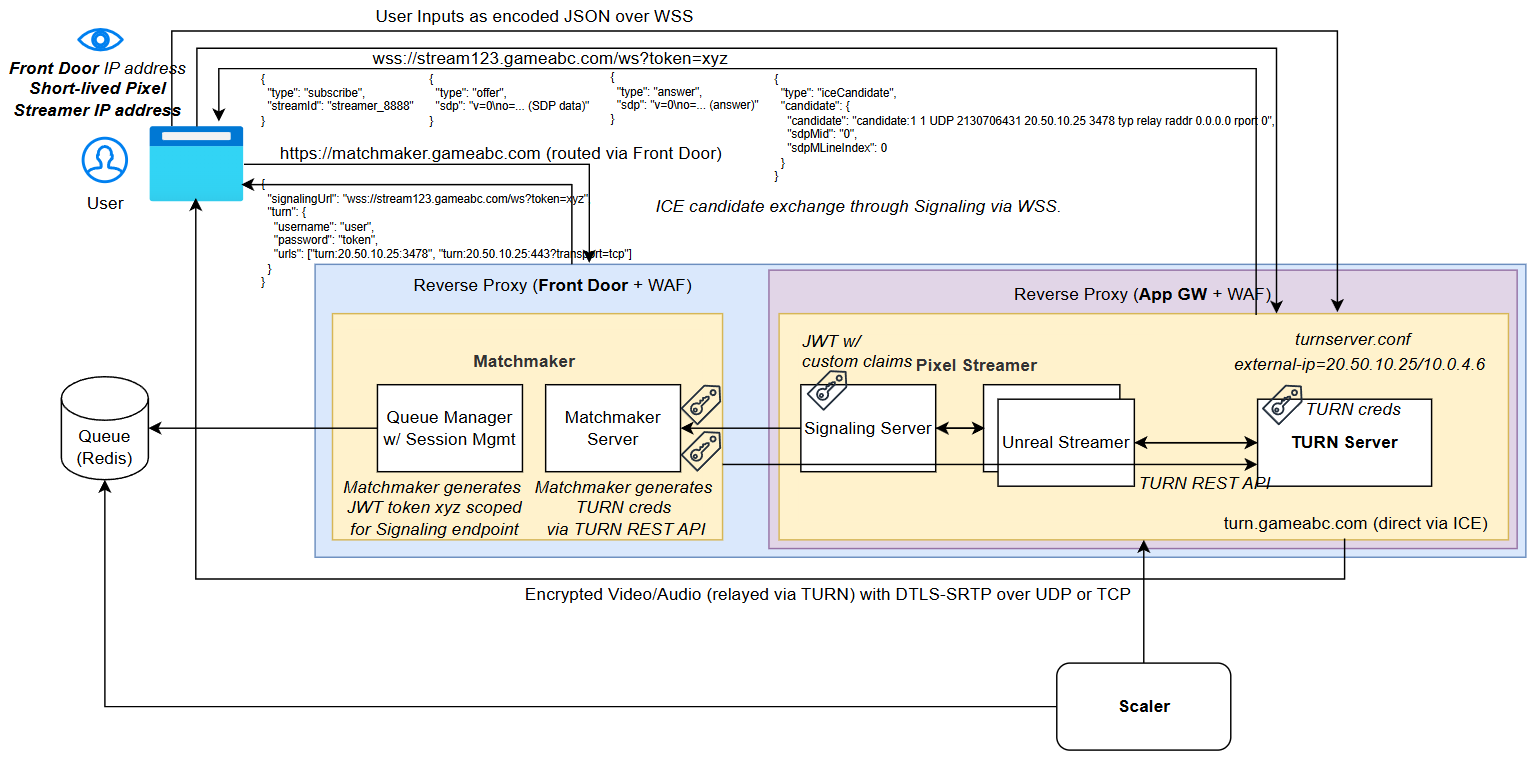 User Inputs as encoded JSON over WSS
Front Door IP address
Short-lived Pixel
Streamer IP address
User
wss://stream123.gameabc.com/ws?token=xyz
{
"type": "subscribe",
"streamId": "streamer_8888"
}
{
"type": "offer"
"sdp": "v=0\no=... (SDP data)"
}
{
"type": "answer",
"sdp": "v=0\no=... (answer)"
}
{
"type": "iceCandidate",
"candidate": {
"candidate": "candidate:1 1 UDP 2130706431 20.50.10.25 3478 typ relay raddr 0.0.0.0 rport 0",
"sdpMid": "0",
"sdpMLineIndex": 0
}
}
https://matchmaker.gameabc.com (routed via Front Door)
{
"signalingUrl": "wss://stream123.gameabc.com/ws?token=xyz"
"turn": {
"username": "user",
"password": "token",
"urls": ["turn:20.50.10.25:3478", "turn:20.50.10.25:443?transport=tcp"]
}
}
ICE candidate exchange through Signaling via WSS.
Reverse Proxy (Front Door + WAF)
Reverse Proxy (App GW + WAF)
Matchmaker
Queue Manager
w/ Session Mgmt
Matchmaker
Server
Matchmaker generates
JWT token xyz scoped
for Signaling endpoint
Matchmaker generates
TURN creds
via TURN REST API
JWT w/
custom claims
Pixel Streamer
Signaling Server
Unreal Streamer
turnserver.conf
external-ip=20.50.10.25/10.0.4.6
TURN creds
TURN Server
TURN REST API
turn.gameabc.com (direct via ICE)
Queue
(Redis)
Encrypted Video/Audio (relayed via TURN) with DTLS-SRTP over UDP or TCP
Scaler